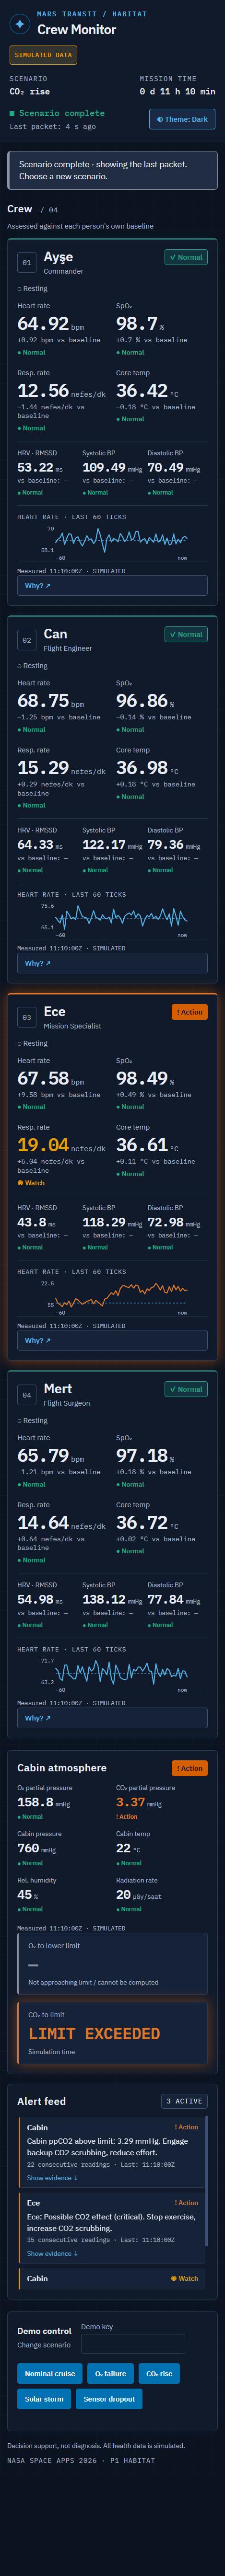 MARS TRANSIT / HABITAT
Crew Monitor
SIMULATED DATA
SCENARIO
CO₂ rise
MISSION TIME
0 d 11 h 10 min
Scenario complete
Last packet: 4 s ago
Theme: Dark
Scenario complete · showing the last packet.
Choose a new scenario.
Crew / 04
Assessed against each person's own baseline
01
Ayşe
Commander
✓ Normal
Resting
Heart rate
64.92 bpm
+0.92 bpm vs baseline
Normal
SpO₂
98.7 %
+0.7 % vs baseline
Normal
Resp. rate
12.56 nefes/dk
−1.44 nefes/dk vs
baseline
Normal
Core temp
36.42 °C
−0.18 °C vs baseline
Normal
HRV · RMSSD
53.22 ms
vs baseline: —
Normal
Systolic BP
109.49 mmHg
vs baseline: —
Normal
Diastolic BP
70.49 mmHg
vs baseline: —
Normal
HEART RATE · LAST 60 TICKS
70
58.1
−60
now
Measured 11:10:00Z · SIMULATED
Why? ↗
02
Can
Flight Engineer
✓ Normal
Resting
Heart rate
68.75 bpm
−1.25 bpm vs baseline
Normal
SpO₂
96.86 %
−0.14 % vs baseline
Normal
Resp. rate
15.29 nefes/dk
+0.29 nefes/dk vs
baseline
Normal
Core temp
36.98 °C
+0.18 °C vs baseline
Normal
HRV · RMSSD
64.33 ms
vs baseline: —
Normal
Systolic BP
122.17 mmHg
vs baseline: —
Normal
Diastolic BP
79.36 mmHg
vs baseline: —
Normal
HEART RATE · LAST 60 TICKS
75.6
65.1
−60
now
Measured 11:10:00Z · SIMULATED
Why? ↗
03
Ece
Mission Specialist
! Action
Resting
Heart rate
67.58 bpm
+9.58 bpm vs baseline
Normal
SpO₂
98.49 %
+0.49 % vs baseline
Normal
Resp. rate
19.04 nefes/dk
+6.04 nefes/dk vs
baseline
Watch
Core temp
36.61 °C
+0.11 °C vs baseline
Normal
HRV · RMSSD
43.8 ms
vs baseline: —
Normal
Systolic BP
118.29 mmHg
vs baseline: —
Normal
Diastolic BP
72.98 mmHg
vs baseline: —
Normal
HEART RATE · LAST 60 TICKS
72.5
55
−60
now
Measured 11:10:00Z · SIMULATED
Why? ↗
04
Mert
Flight Surgeon
✓ Normal
Resting
Heart rate
65.79 bpm
−1.21 bpm vs baseline
Normal
SpO₂
97.18 %
+0.18 % vs baseline
Normal
Resp. rate
14.64 nefes/dk
+0.64 nefes/dk vs
baseline
Normal
Core temp
36.72 °C
+0.02 °C vs baseline
Normal
HRV · RMSSD
54.98 ms
vs baseline: —
Normal
Systolic BP
138.12 mmHg
vs baseline: —
Normal
Diastolic BP
77.84 mmHg
vs baseline: —
Normal
HEART RATE · LAST 60 TICKS
71.7
63.2
−60
now
Measured 11:10:00Z · SIMULATED
Why? ↗
Cabin atmosphere
! Action
O₂ partial pressure
158.8 mmHg
Normal
CO₂ partial pressure
3.37 mmHg
! Action
Cabin pressure
760 mmHg
Normal
Cabin temp
22 °C
Normal
Rel. humidity
45 %
Normal
Radiation rate
20 µGy/saat
Normal
Measured 11:10:00Z · SIMULATED
O₂ to lower limit
—
Not approaching limit / cannot be computed
CO₂ to limit
LIMIT EXCEEDED
Simulation time
Alert feed
3 ACTIVE
Cabin
! Action
Cabin ppCO2 above limit: 3.29 mmHg. Engage
backup CO2 scrubbing, reduce effort.
22 consecutive readings · Last: 11:10:00Z
Show evidence ↓
Ece
! Action
Ece: Possible CO2 effect (critical). Stop exercise,
increase CO2 scrubbing.
35 consecutive readings · Last: 11:10:00Z
Show evidence ↓
Cabin
Watch
Demo control
Change scenario
Demo key
Nominal cruise
O₂ failure
CO₂ rise
Solar storm
Sensor dropout
Decision support, not diagnosis. All health data is simulated.
NASA SPACE APPS 2026 · P1 HABITAT